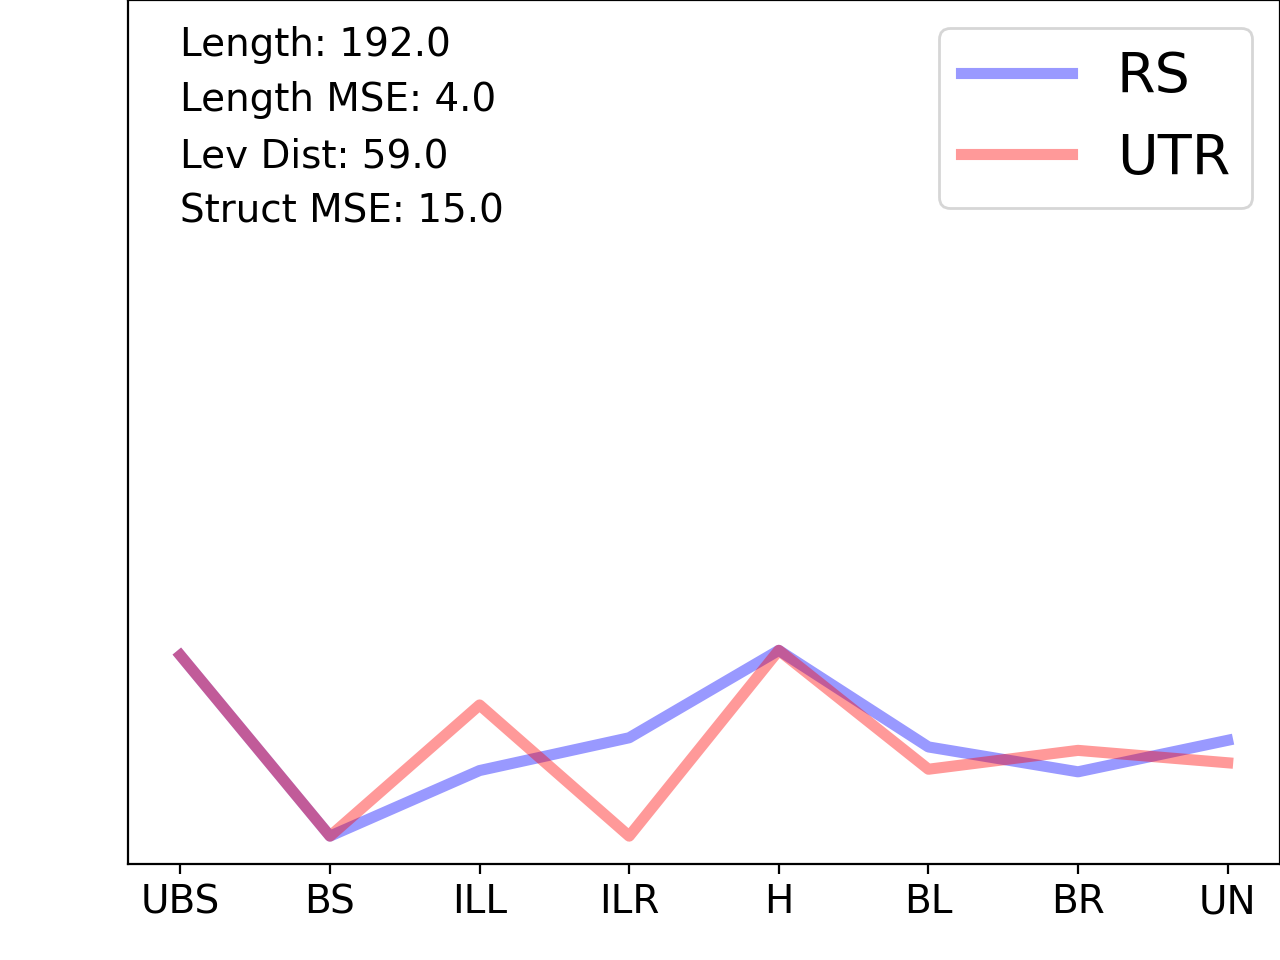 Length: 192.0
Length MSE: 4.0
Lev Dist: 59.0
Struct MSE: 15.0
RS
UTR
UBS BS ILL ILR H BL BR UN